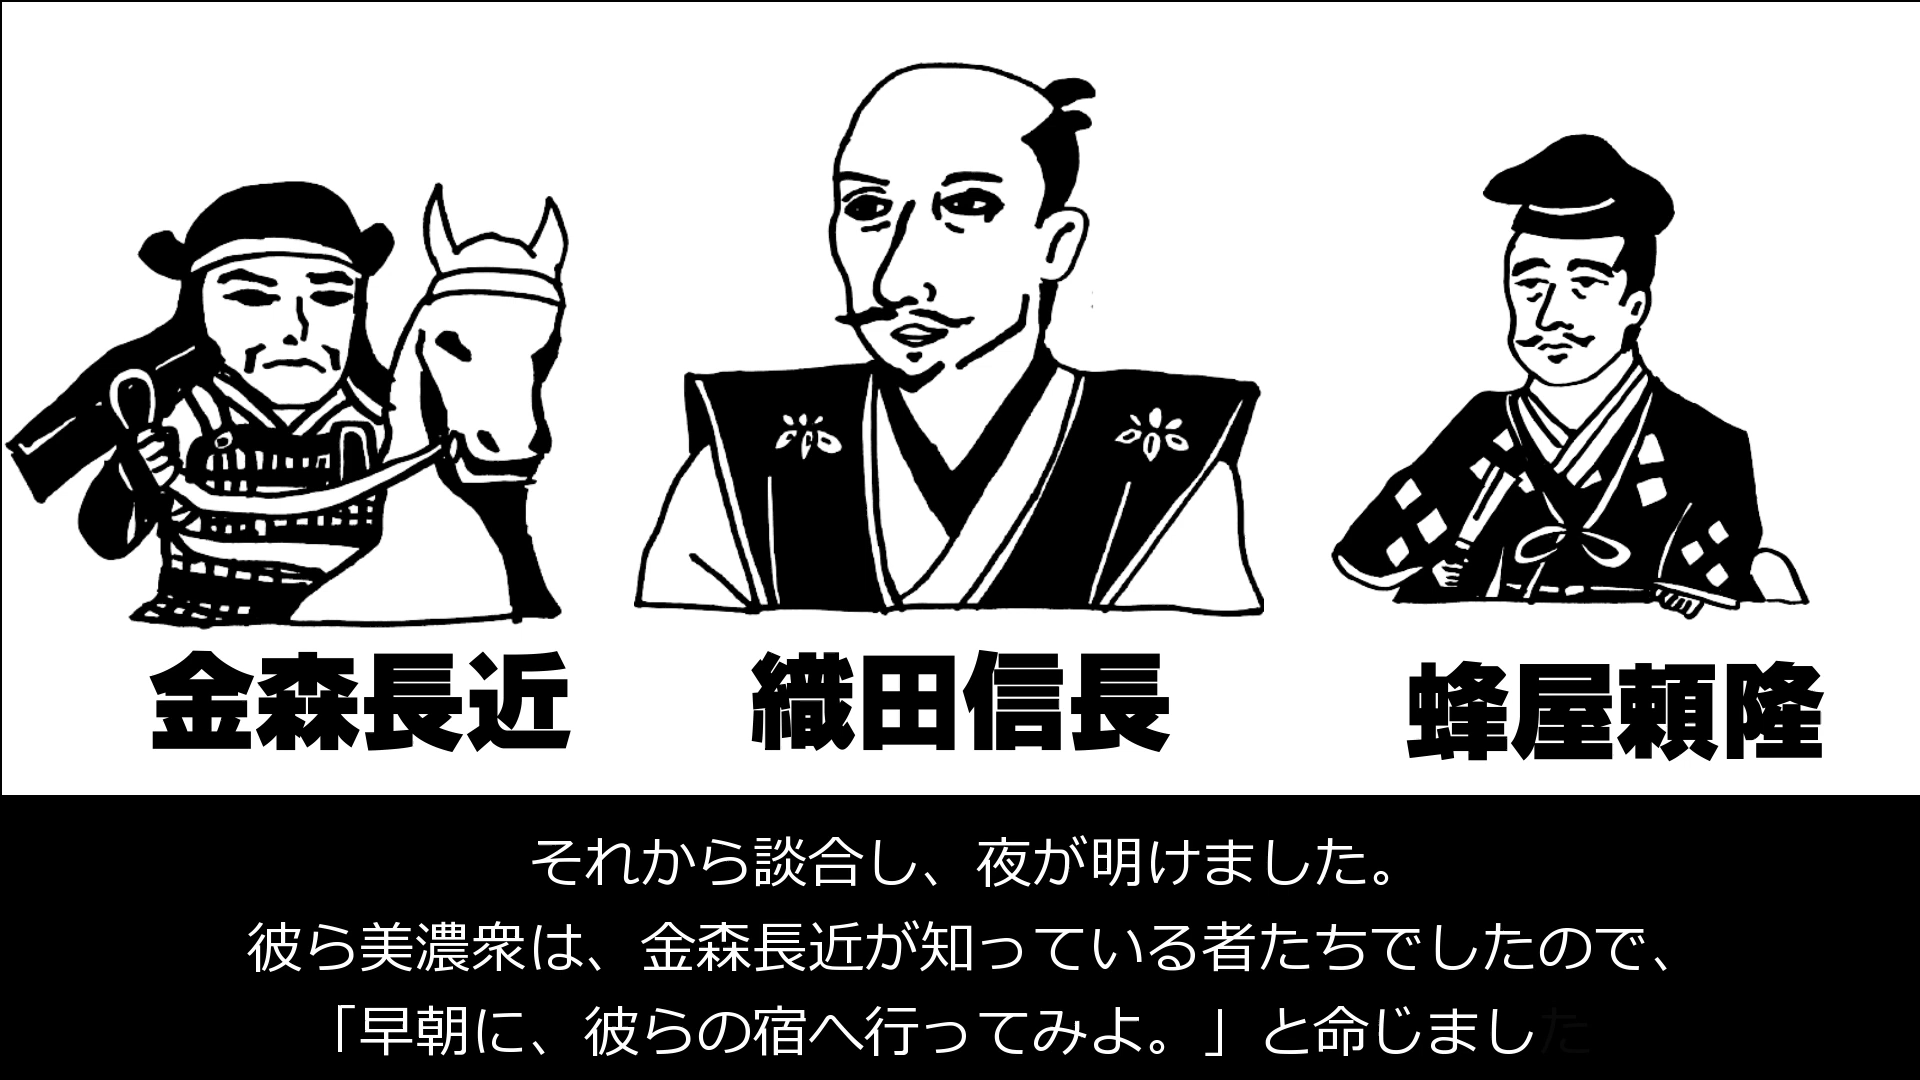 金森長近
織田信長
蜂屋頼隆
それから談合し、夜が明けました。
彼ら美濃衆は、金森長近が知っている者たちでしたので、
「早朝に、彼らの宿へ行ってみよ。」と命じました